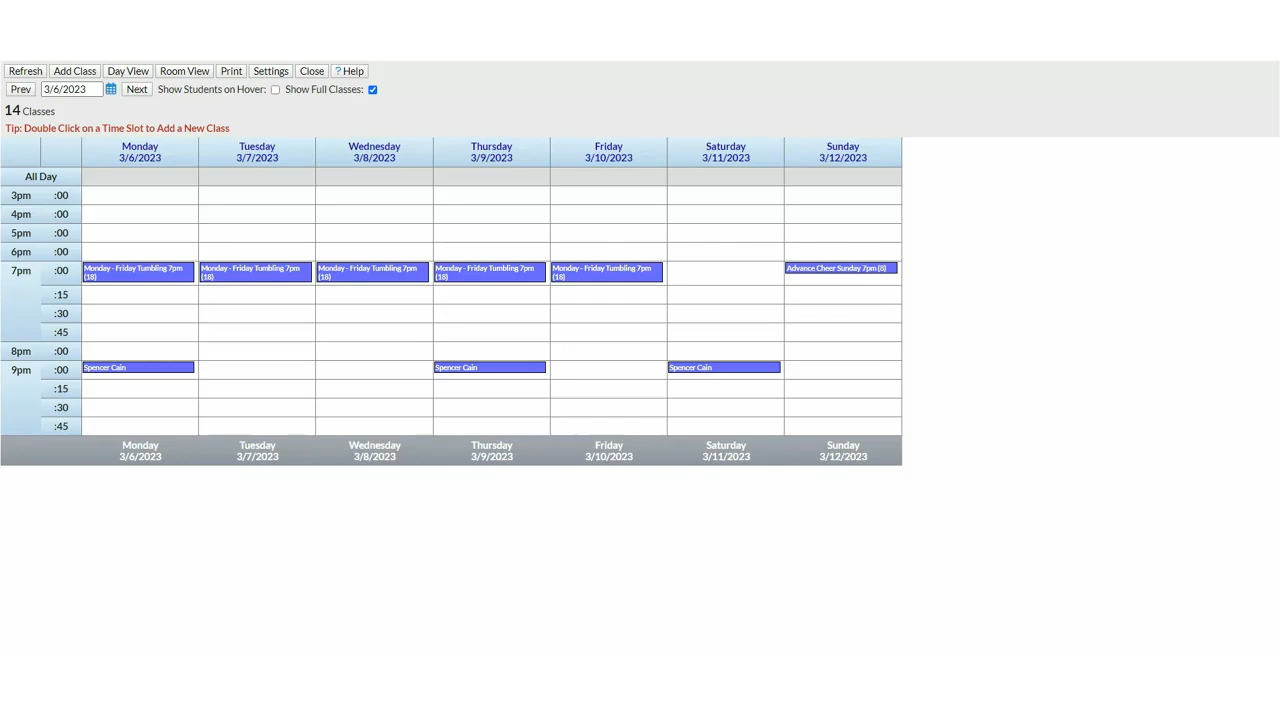 Refresh Add Class Day View Room View Print Settings Close ? Help
Prev 3/6/2023 Next Show Students on Hover: Show Full Classes:
14 Classes
Tip: Double Click on a Time Slot to Add a New Class
Monday Tuesday Wednesday Thursday Friday Saturday Sunday
3/6/2023 3/7/2023 3/8/2023 3/9/2023 3/10/2023 3/11/2023 3/12/2023
All Day
3pm :00
4pm :00
5pm :00
6pm :00
7pm :00 Monday - Friday Tumbling 7pm Monday - Friday Tumbling 7pm Monday - Friday Tumbling 7pm Monday - Friday Tumbling 7pm Monday - Friday Tumbling 7pm Advance Cheer Sunday 7pm (8)
(18) (18) (18) (18) (18)
:15
:30
:45
8pm :00
9pm :00 Spencer Cain Spencer Cain Spencer Cain
:15
:30
:45
Monday Tuesday Wednesday Thursday Friday Saturday Sunday
3/6/2023 3/7/2023 3/8/2023 3/9/2023 3/10/2023 3/11/2023 3/12/2023